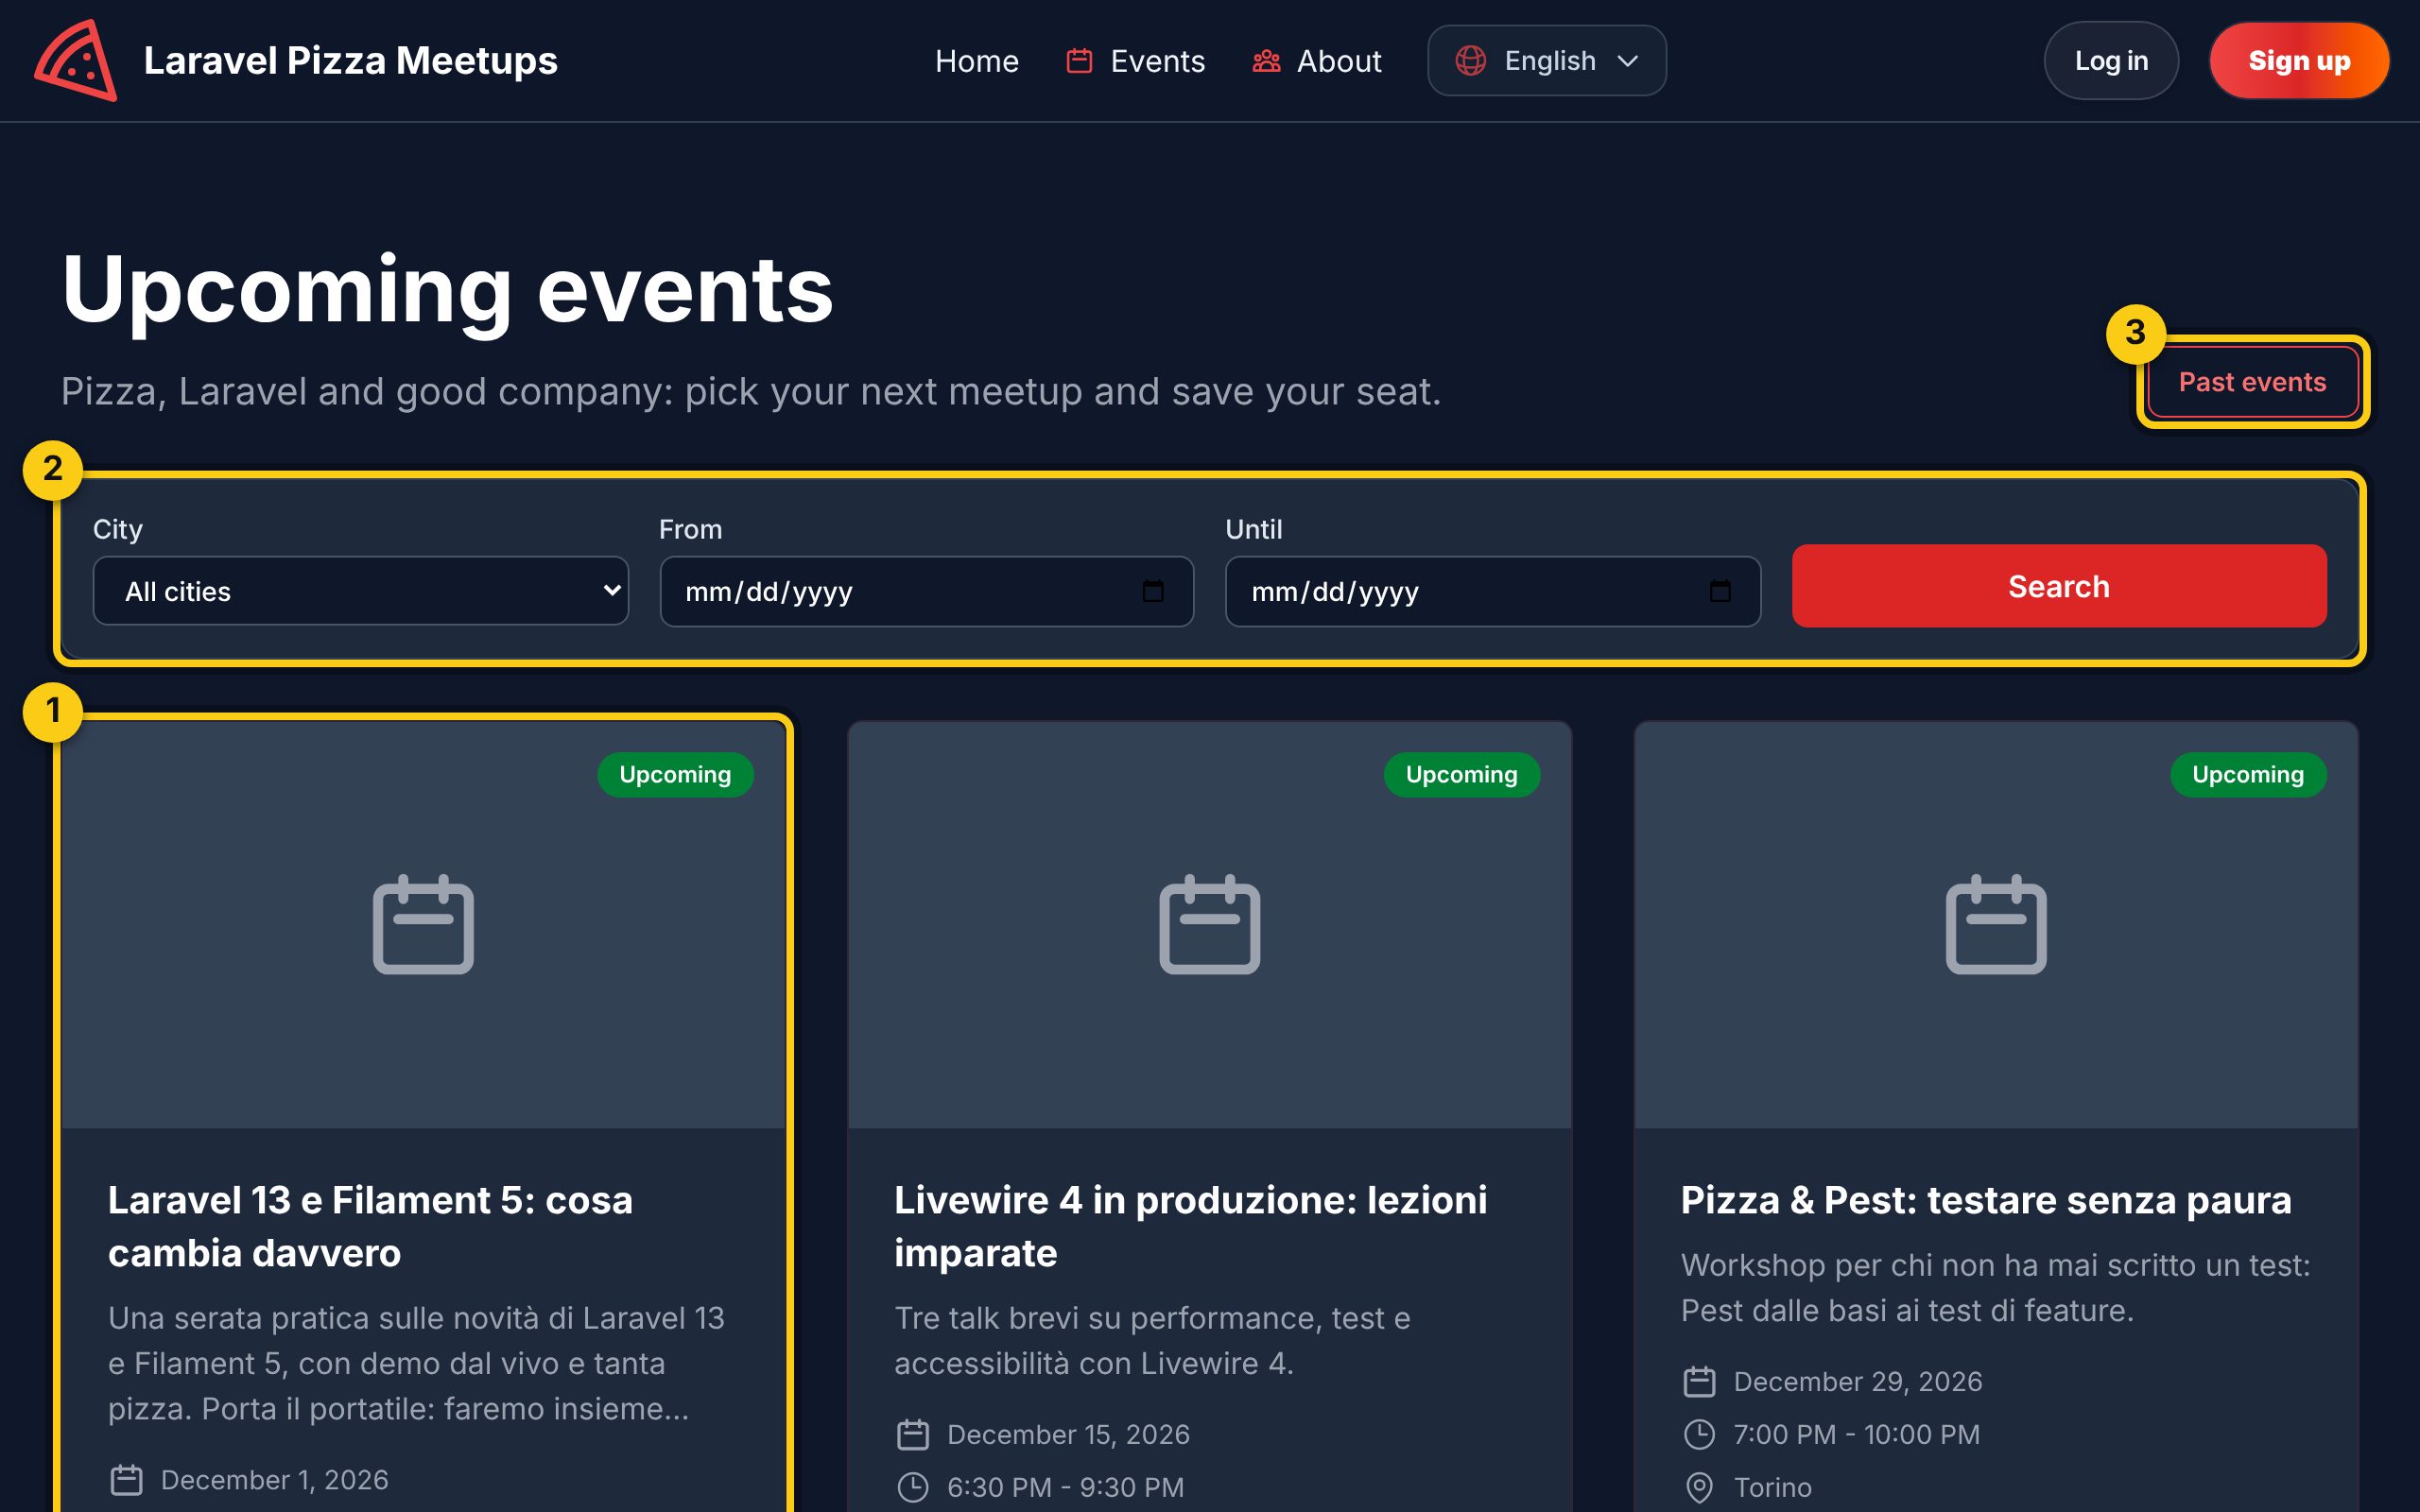 Laravel Pizza Meetups
Home
Events
About
English
Log in
Sign up
Upcoming events
Pizza, Laravel and good company: pick your next meetup and save your seat.
3
Past events
2
City
From
Until
All cities
mm/dd/yyyy
mm/dd/yyyy
Search
1
Upcoming
Laravel 13 e Filament 5: cosa
cambia davvero
Una serata pratica sulle novità di Laravel 13
e Filament 5, con demo dal vivo e tanta
pizza. Porta il portatile: faremo insieme...
December 1, 2026
Upcoming
Livewire 4 in produzione: lezioni
imparate
Tre talk brevi su performance, test e
accessibilità con Livewire 4.
December 15, 2026
6:30 PM - 9:30 PM
Upcoming
Pizza & Pest: testare senza paura
Workshop per chi non ha mai scritto un test:
Pest dalle basi ai test di feature.
December 29, 2026
7:00 PM - 10:00 PM
Torino